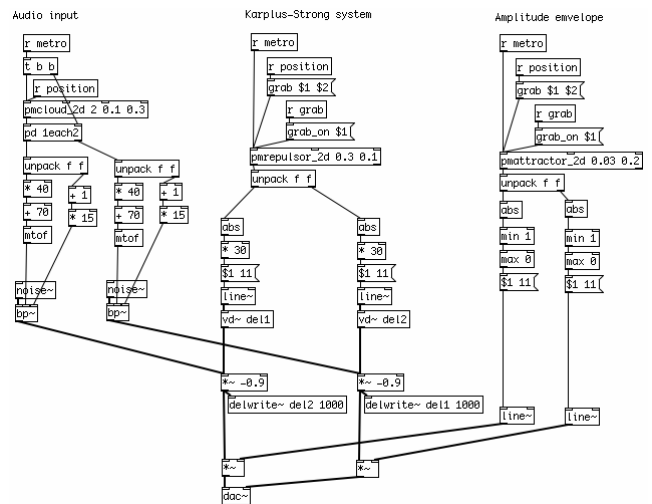 Audio input
r metro
t b b
r position
pmcloud_2d 2 0.1 0.3
pd 1each2
unpack f f
* 40
+ 70
mtof
+ 1
* 15
unpack f f
* 40
+ 70
mtof
+ 1
* 15
noise~
bp~
noise~
bp~
Karplus-Strong system
r metro
r position
grab $1 $2
r grab
grab_on $1
pmrepulsor_2d 0.3 0.1
unpack f f
abs
* 30
$1 11
line~
vd~ del1
abs
* 30
$1 11
line~
vd~ del2
*~ -0.9
delwrite~ del2 1000
*~ -0.9
delwrite~ del1 1000
*~
*~
dac~
Amplitude emvelope
r metro
r position
grab $1 $2
r grab
grab_on $1
pmattractor_2d 0.03 0.2
unpack f f
abs
min 1
max 0
$1 11
line~
abs
min 1
max 0
$1 11
line~